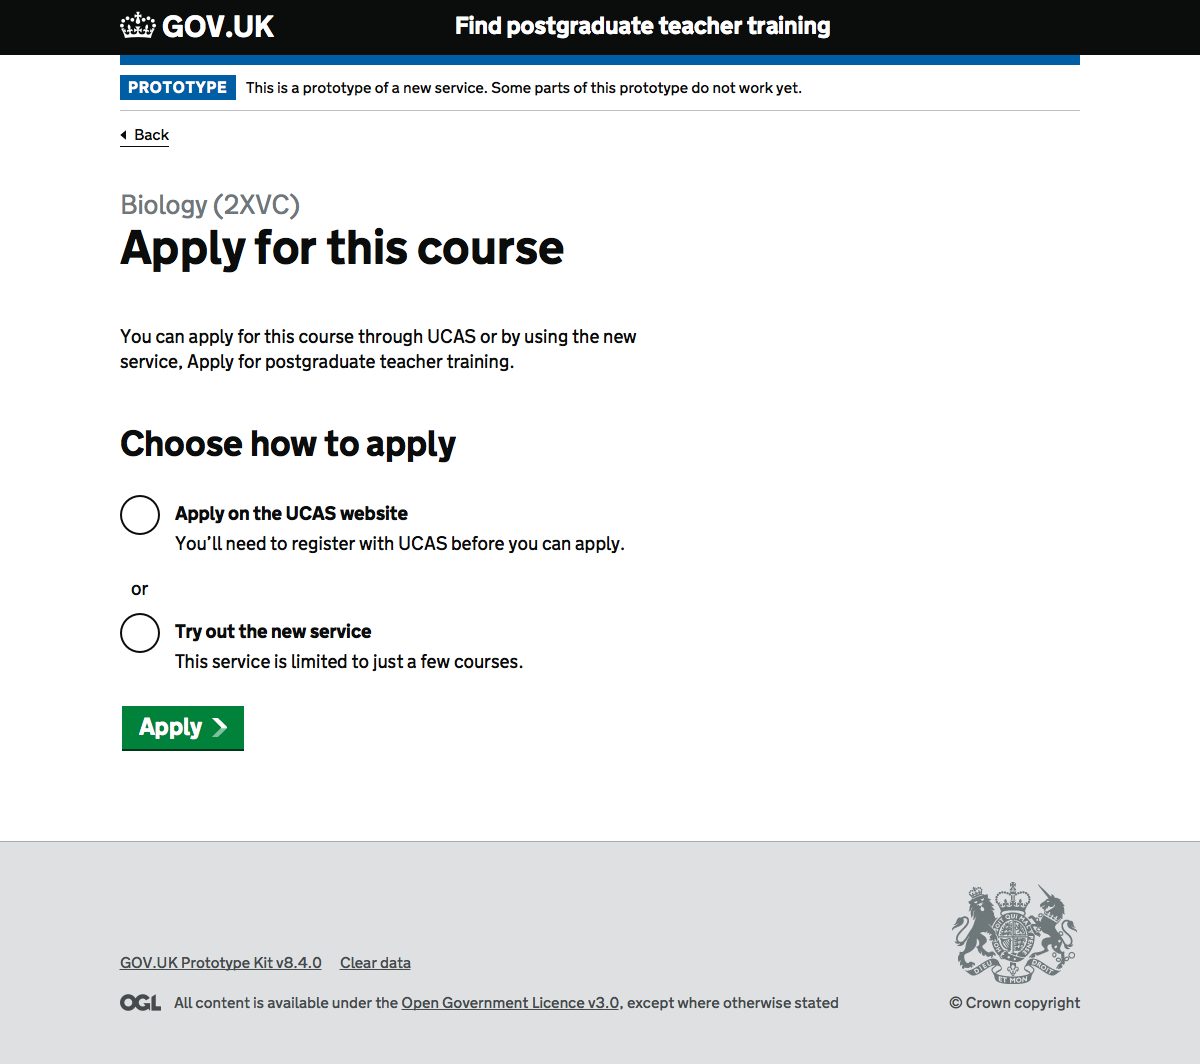 GOV.UK
Find postgraduate teacher training
PROTOTYPE This is a prototype of a new service. Some parts of this prototype do not work yet.
Back
Biology (2XVC)
Apply for this course
You can apply for this course through UCAS or by using the new
service, Apply for postgraduate teacher training.
Choose how to apply
Apply on the UCAS website
You’ll need to register with UCAS before you can apply.
or
Try out the new service
This service is limited to just a few courses.
Apply
GOV.UK Prototype Kit v8.4.0 Clear data
OGL All content is available under the Open Government Licence v3.0, except where otherwise stated
DIEU ET MON DROIT
© Crown copyright